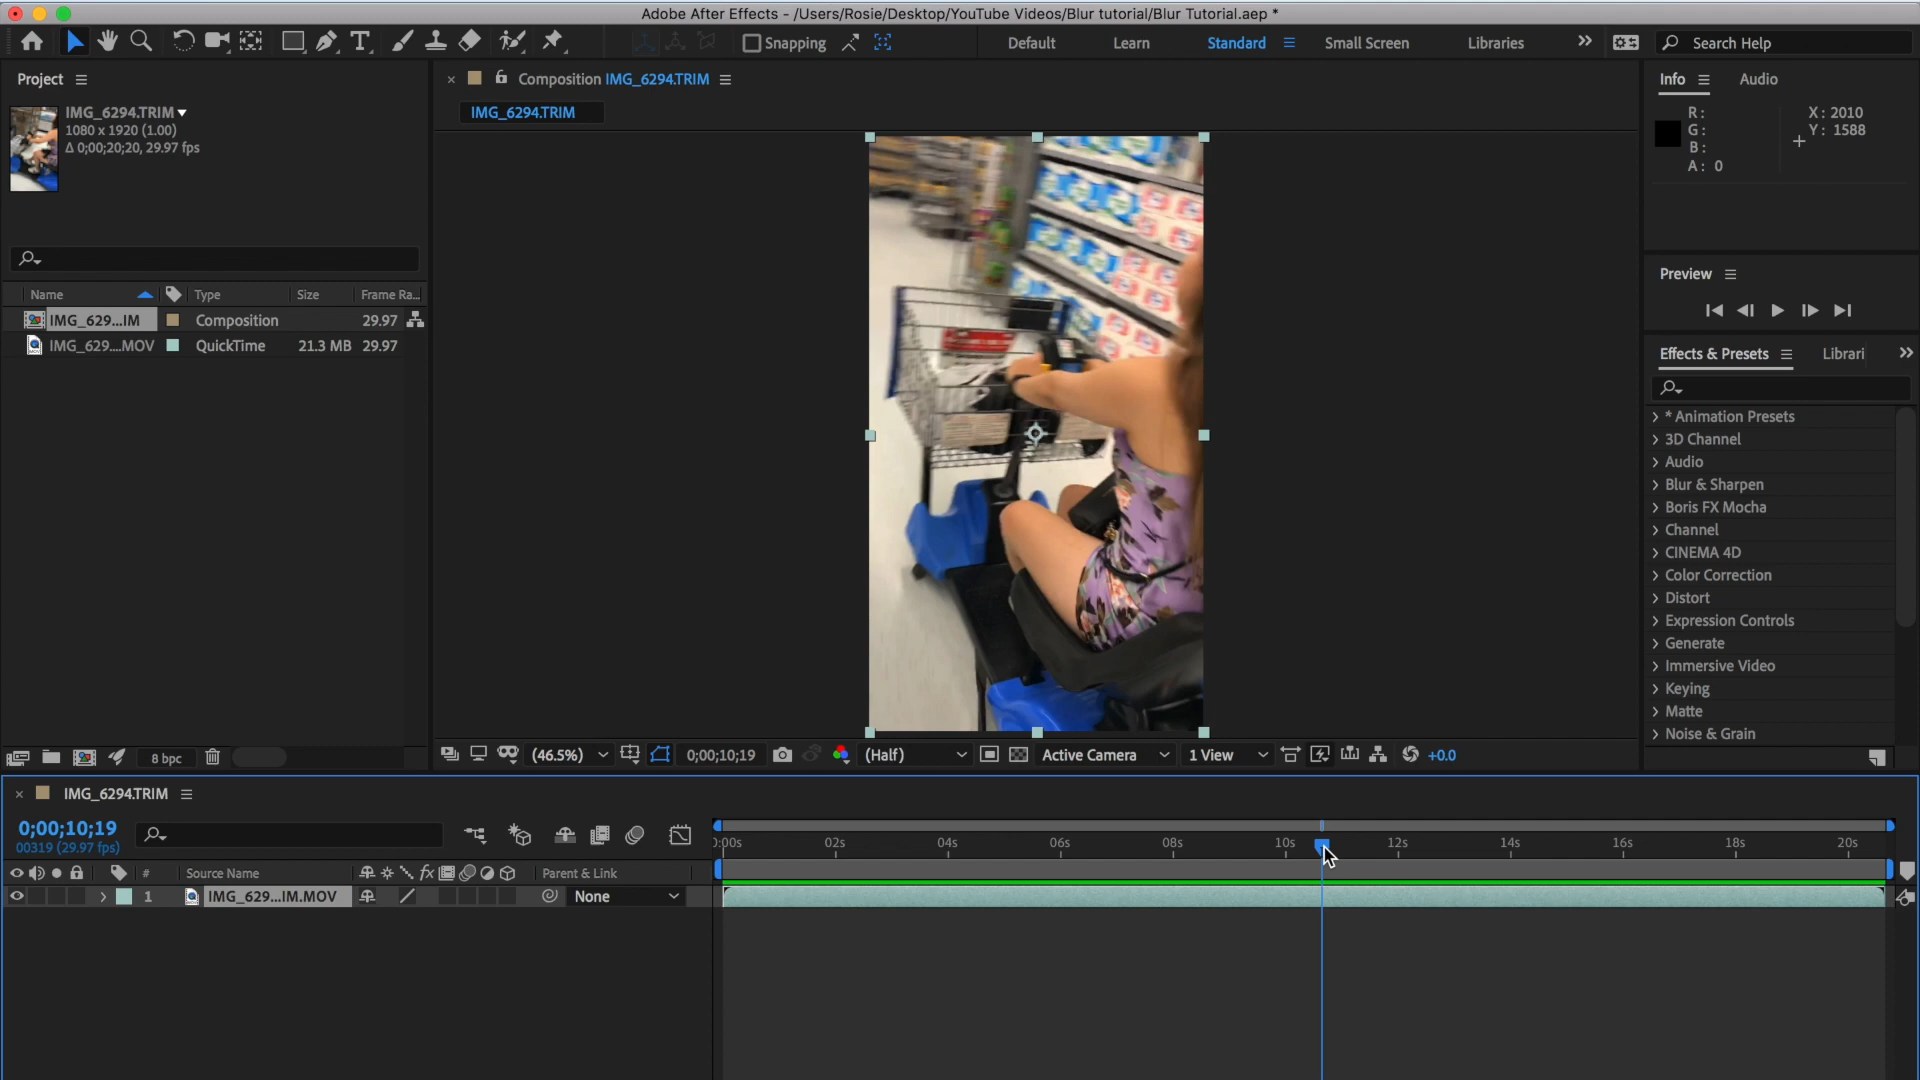 Adobe After Effects - /Users/Rosie/Desktop/YouTube Videos/Blur tutorial/Blur Tutorial.aep *
Snapping
Default
Learn
Standard
Small Screen
Libraries
Search Help
Project
IMG_6294.TRIM
1080 x 1920 (1.00)
Δ 0;00;20;20, 29.97 fps
Name
Type
Size
Frame Ra...
IMG_629...IM
Composition
29.97
IMG_629....MOV
QuickTime
21.3 MB
29.97
8 bpc
Composition IMG_6294.TRIM
IMG_6294.TRIM
(46.5%)
0;00;10;19
(Half)
Active Camera
1 View
+0.0
Info
Audio
R:
G:
B:
A: 0
X: 2010
Y: 1588
Preview
Effects & Presets
Librari
* Animation Presets
3D Channel
Audio
Blur & Sharpen
Boris FX Mocha
Channel
CINEMA 4D
Color Correction
Distort
Expression Controls
Generate
Immersive Video
Keying
Matte
Noise & Grain
IMG_6294.TRIM
0;00;10;19
00319 (29.97 fps)
#
Source Name
fx
Parent & Link
1
IMG_629...IM.MOV
None
0:00s
02s
04s
06s
08s
10s
12s
14s
16s
18s
20s